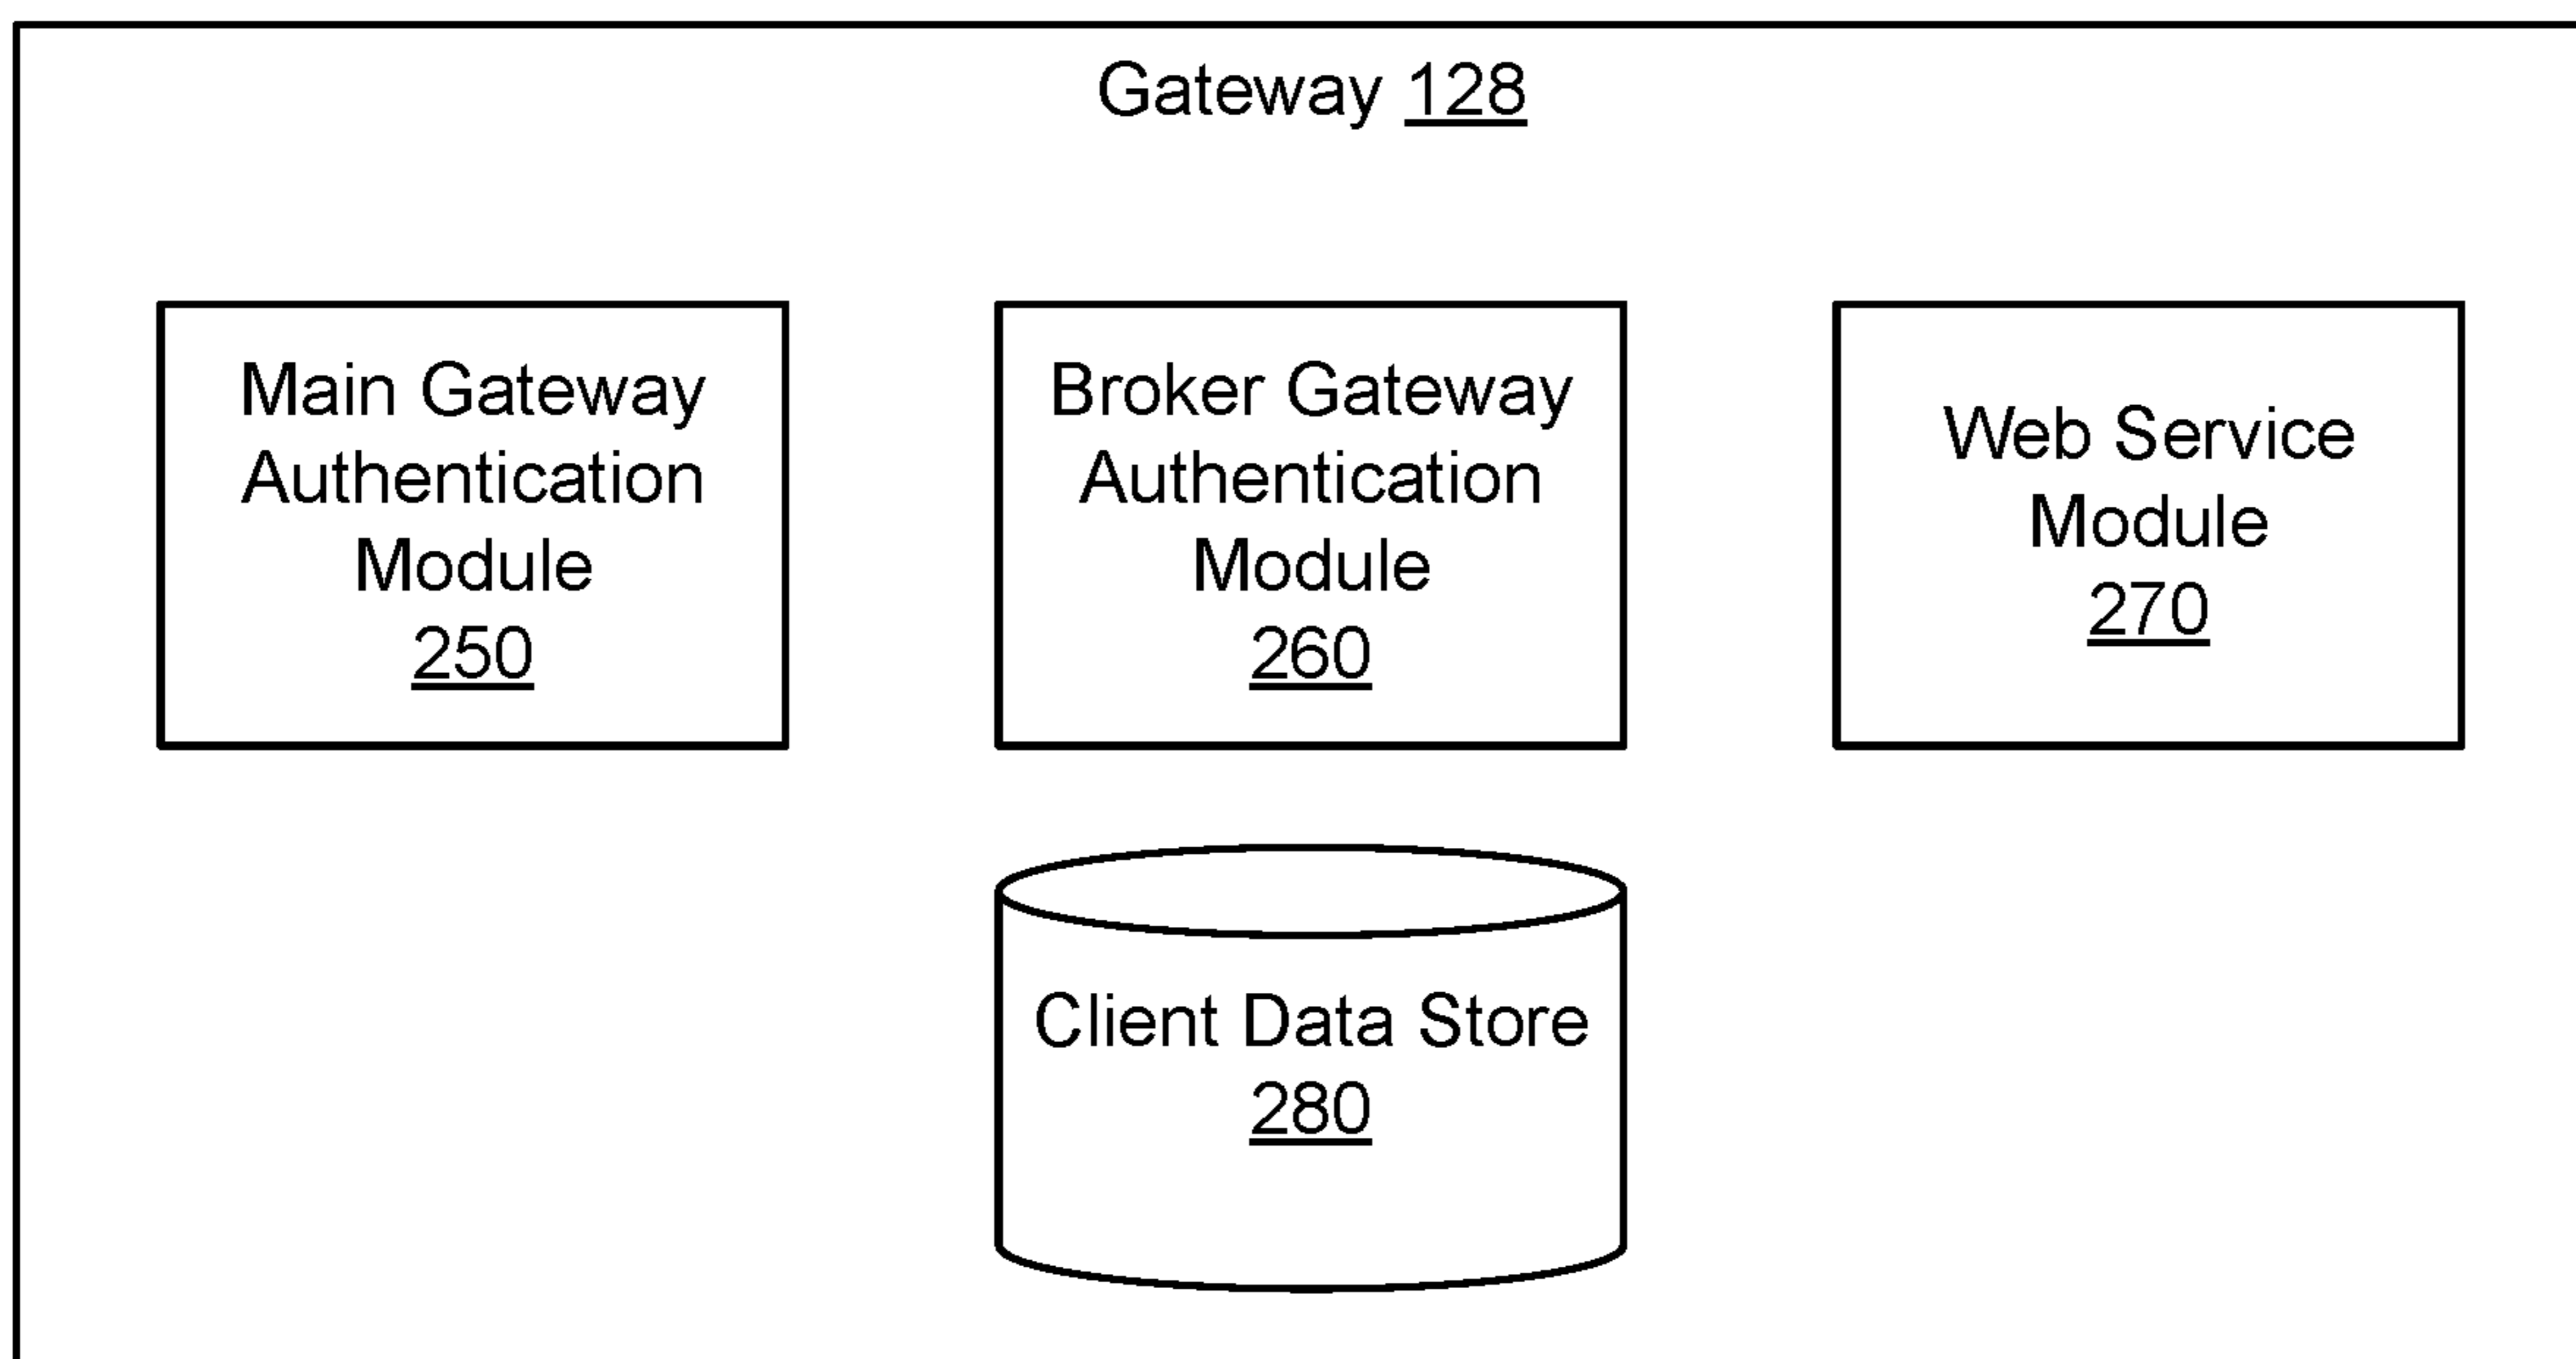 Gateway 128
Main Gateway
Authentication
Module
250
Broker Gateway
Authentication
Module
260
Web Service
Module
270
Client Data Store
280